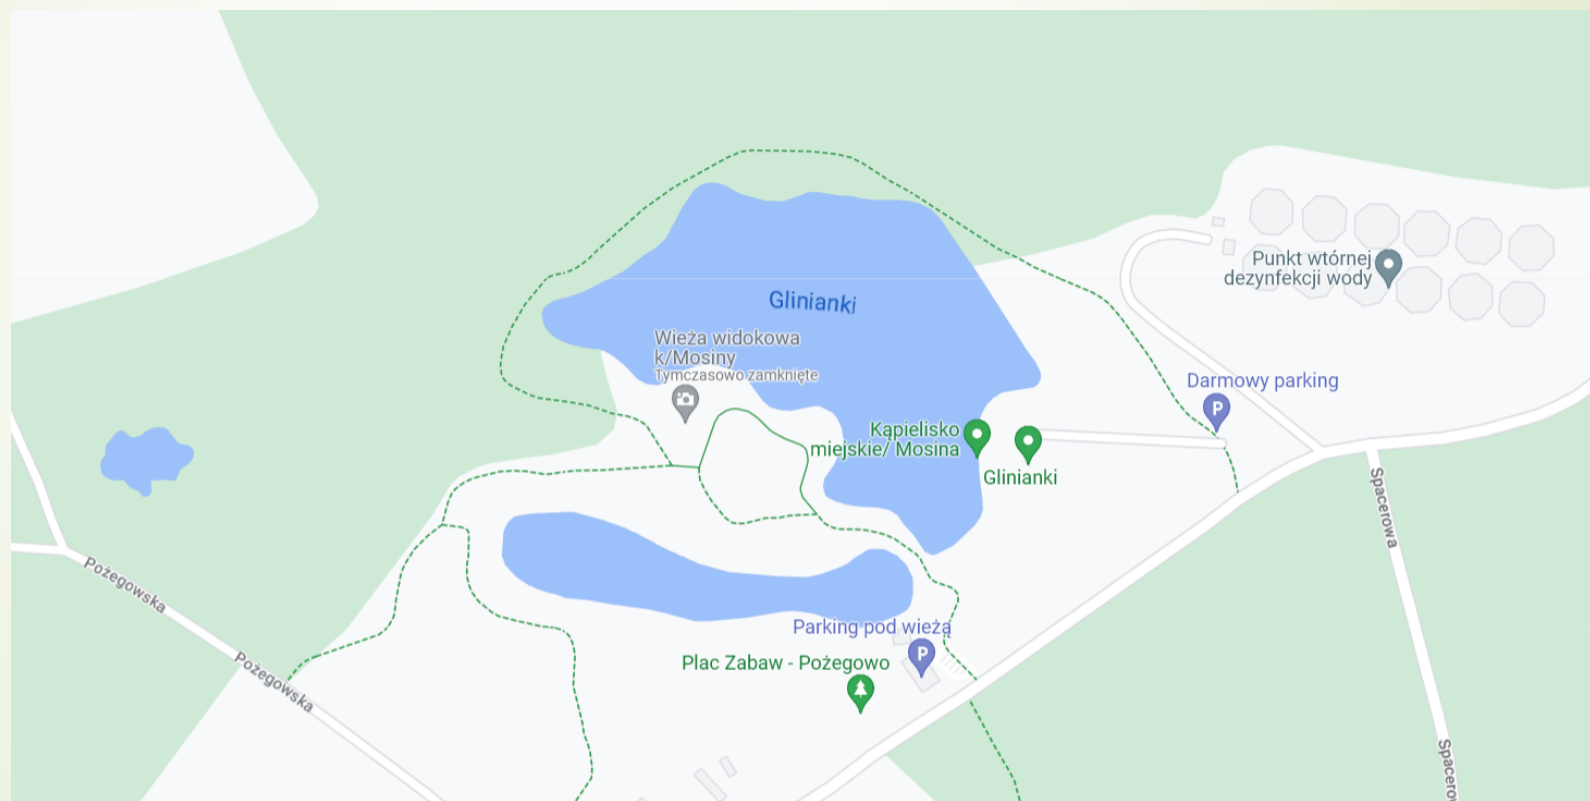 Glinianki
Punkt wtórnej
dezynfekcji wody
Wieża widokowa
k/Mosiny
Tymczasowo zamknięte
Darmowy parking
P
Kąpielisko
miejskie/ Mosina
Glinianki
Spacerowa
Pożegowska
Parking pod wieżą
P
Plac Zabaw - Pożegowo
Pożegowska